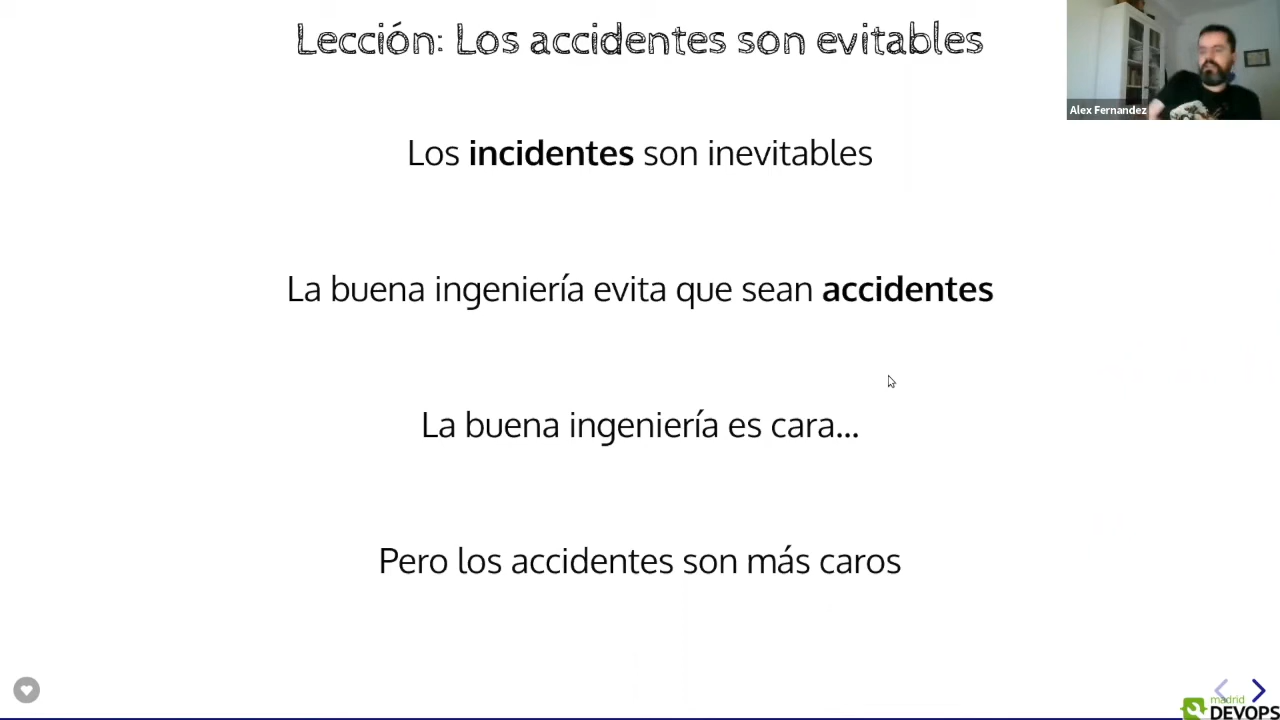 Lección: Los accidentes son evitables
Alex Fernandez
Los incidentes son inevitables
La buena ingeniería evita que sean accidentes
La buena ingeniería es cara...
Pero los accidentes son más caros
madrid
DEVOPS